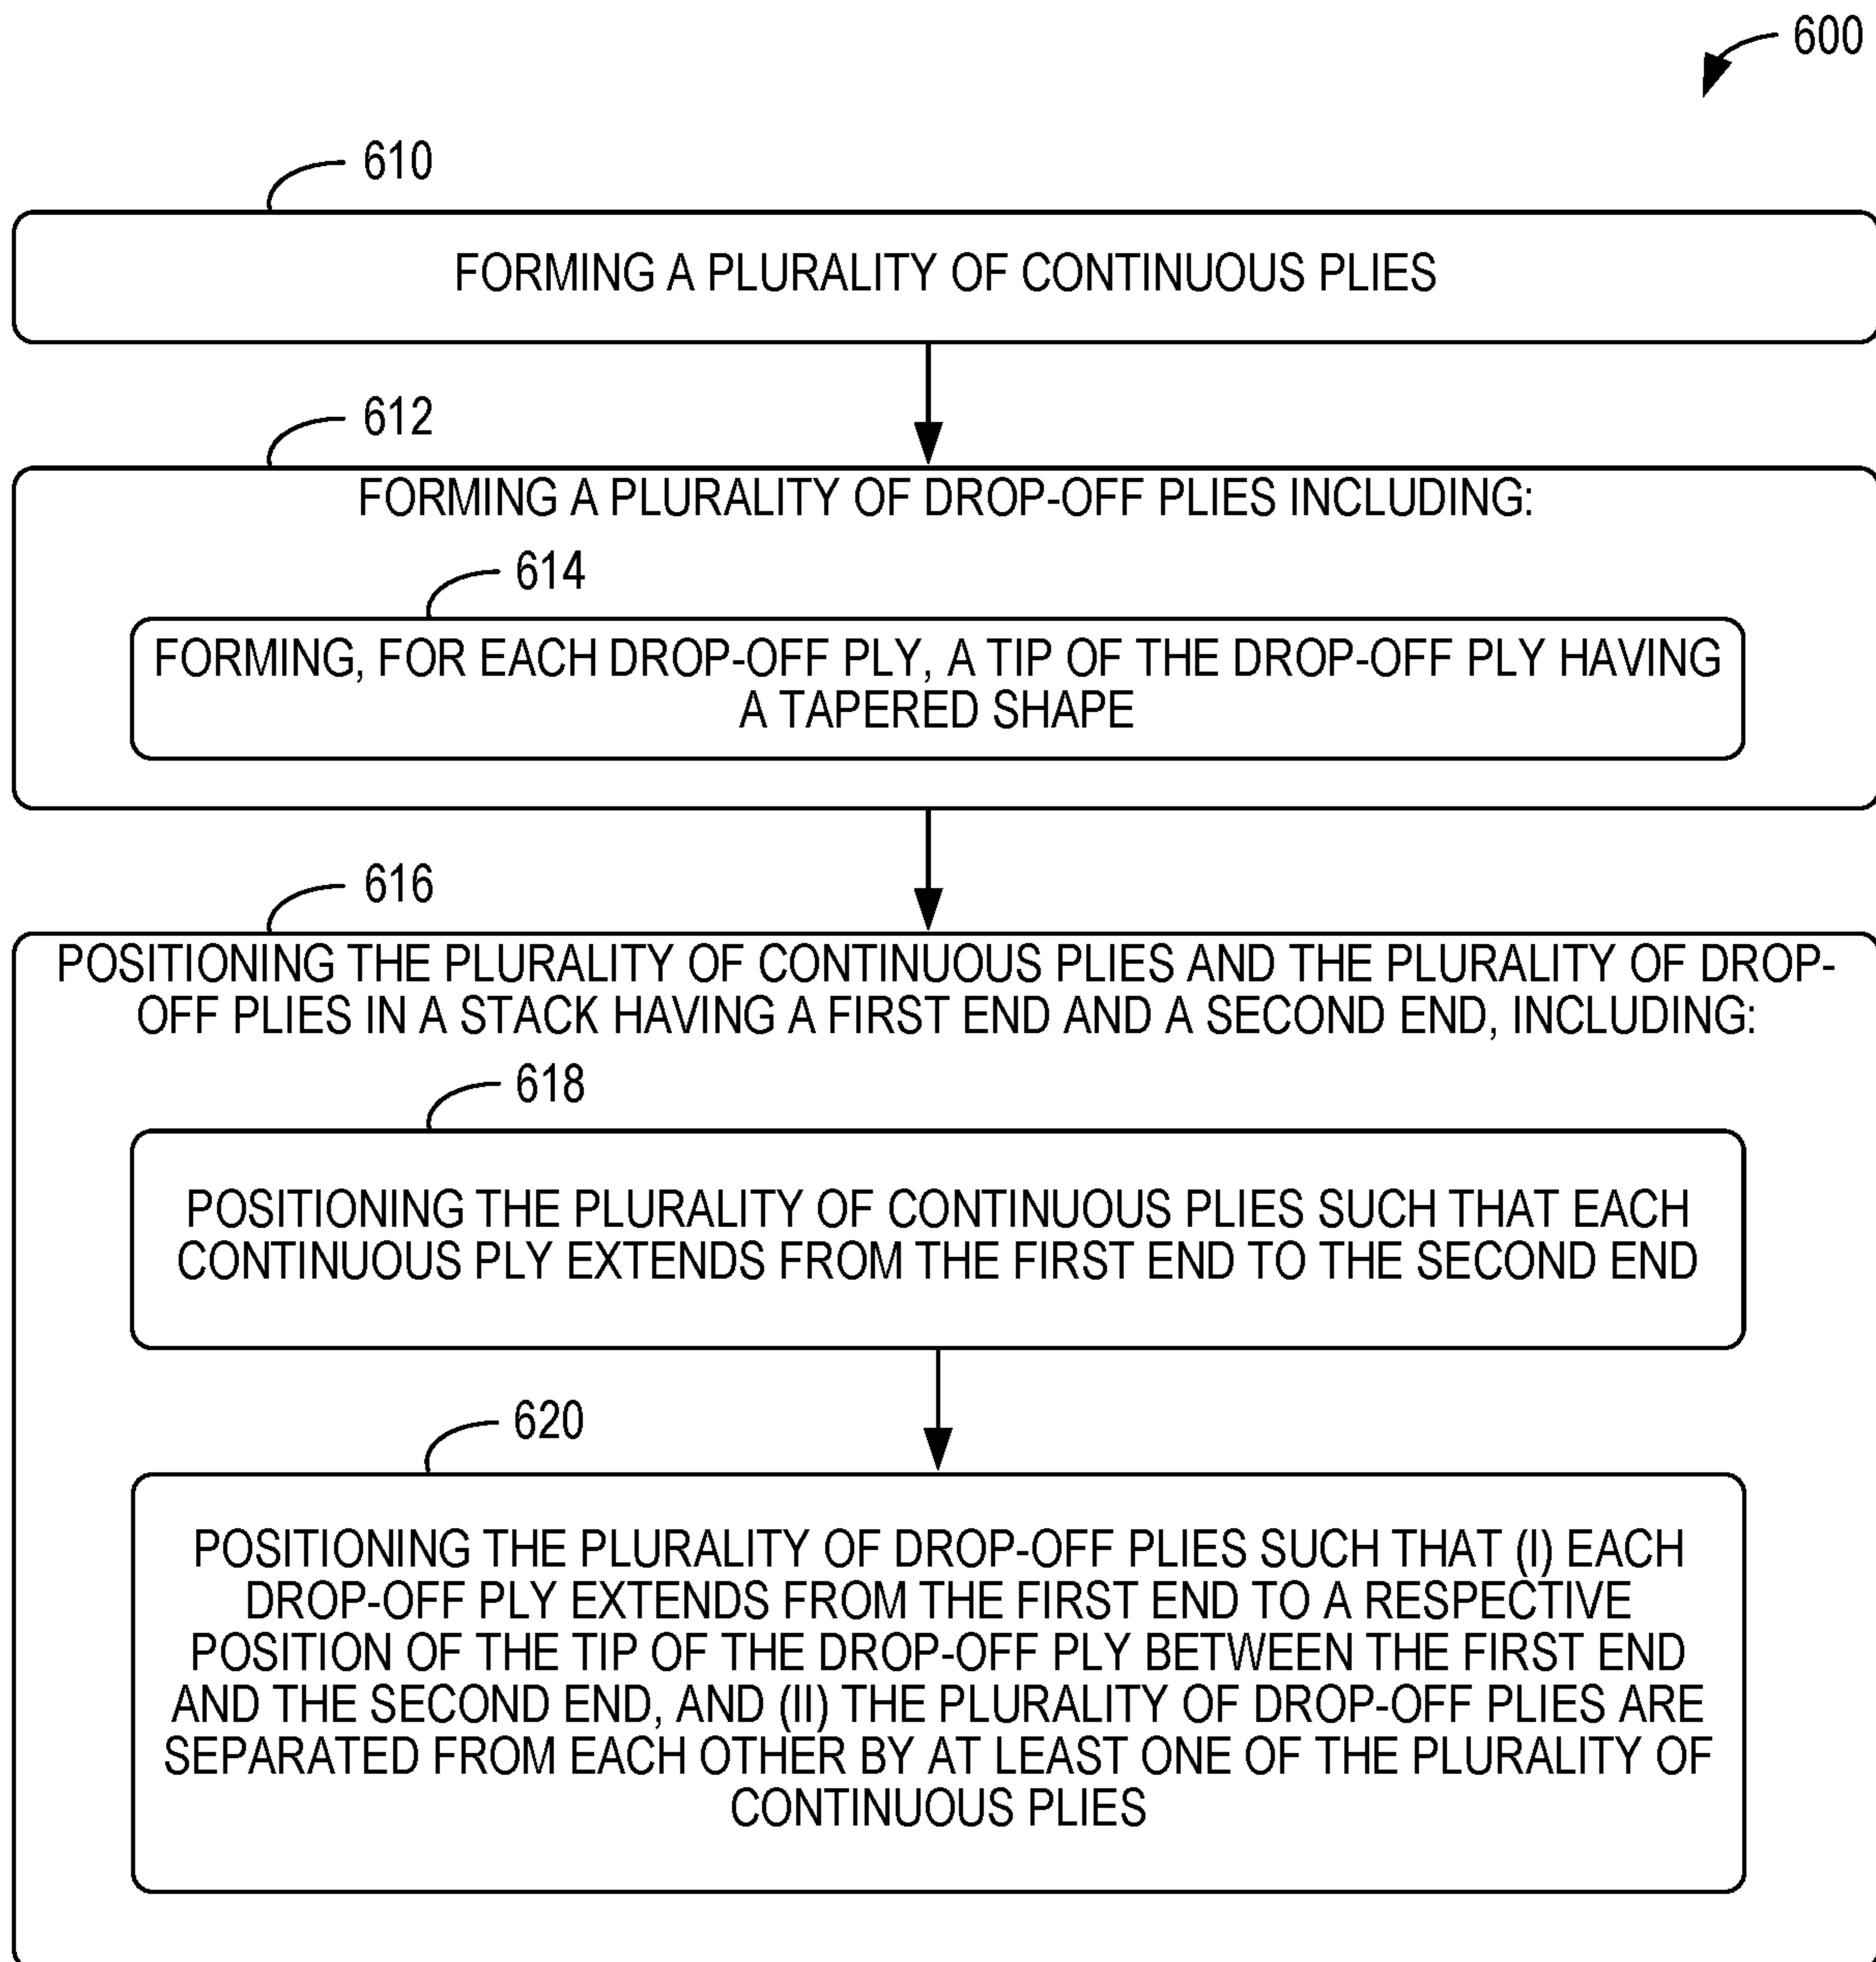 600
610
FORMING A PLURALITY OF CONTINUOUS PLIES
612
FORMING A PLURALITY OF DROP-OFF PLIES INCLUDING:
614
FORMING, FOR EACH DROP-OFF PLY, A TIP OF THE DROP-OFF PLY HAVING
A TAPERED SHAPE
616
POSITIONING THE PLURALITY OF CONTINUOUS PLIES AND THE PLURALITY OF DROP-
OFF PLIES IN A STACK HAVING A FIRST END AND A SECOND END, INCLUDING:
618
POSITIONING THE PLURALITY OF CONTINUOUS PLIES SUCH THAT EACH
CONTINUOUS PLY EXTENDS FROM THE FIRST END TO THE SECOND END
620
POSITIONING THE PLURALITY OF DROP-OFF PLIES SUCH THAT (I) EACH
DROP-OFF PLY EXTENDS FROM THE FIRST END TO A RESPECTIVE
POSITION OF THE TIP OF THE DROP-OFF PLY BETWEEN THE FIRST END
AND THE SECOND END, AND (II) THE PLURALITY OF DROP-OFF PLIES ARE
SEPARATED FROM EACH OTHER BY AT LEAST ONE OF THE PLURALITY OF
CONTINUOUS PLIES